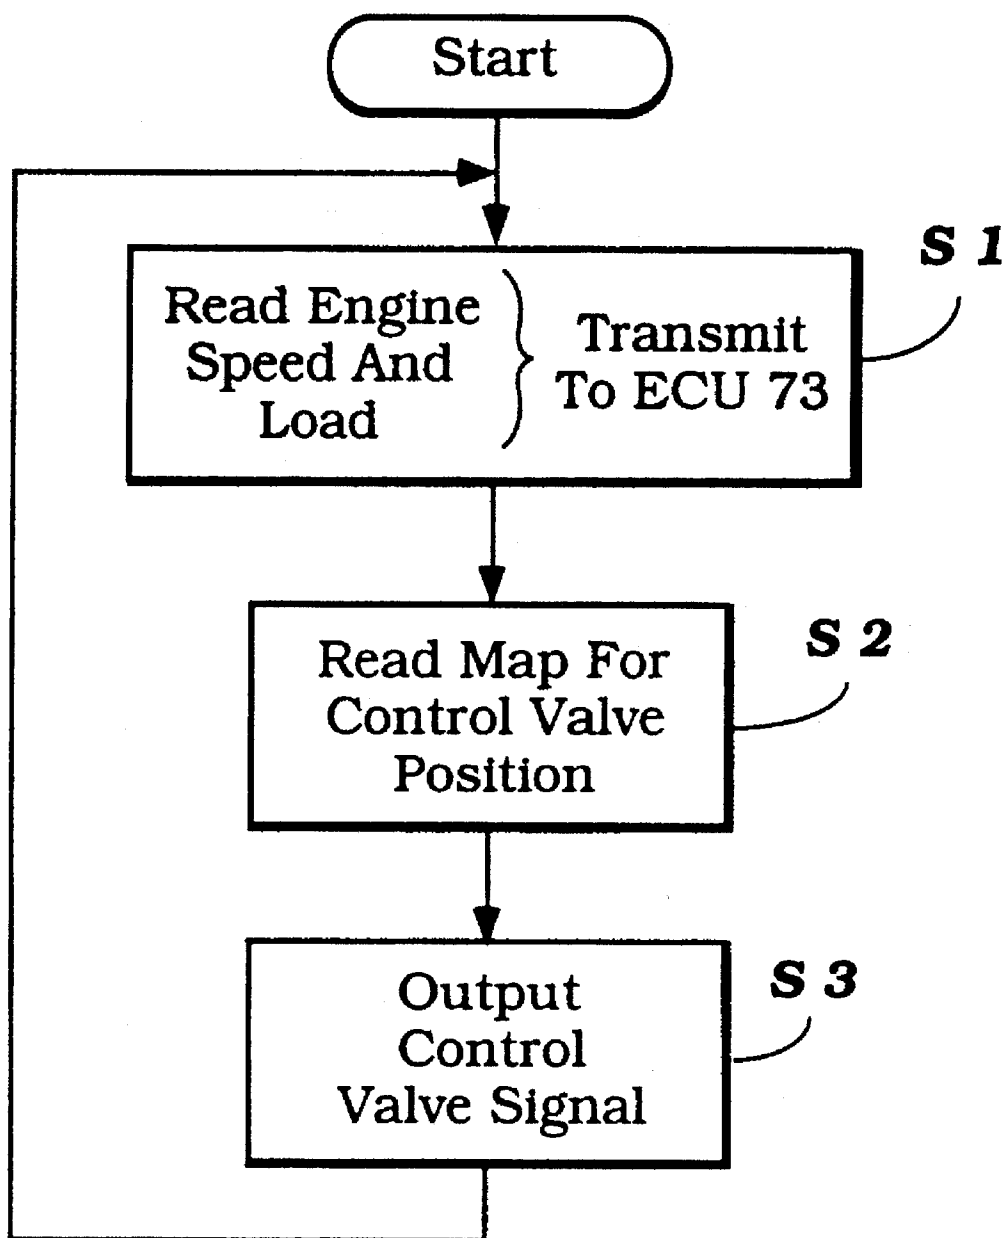 Start
S 1
Read Engine
Speed And
Load
Transmit
To ECU 73
S 2
Read Map For
Control Valve
Position
S 3
Output
Control
Valve Signal